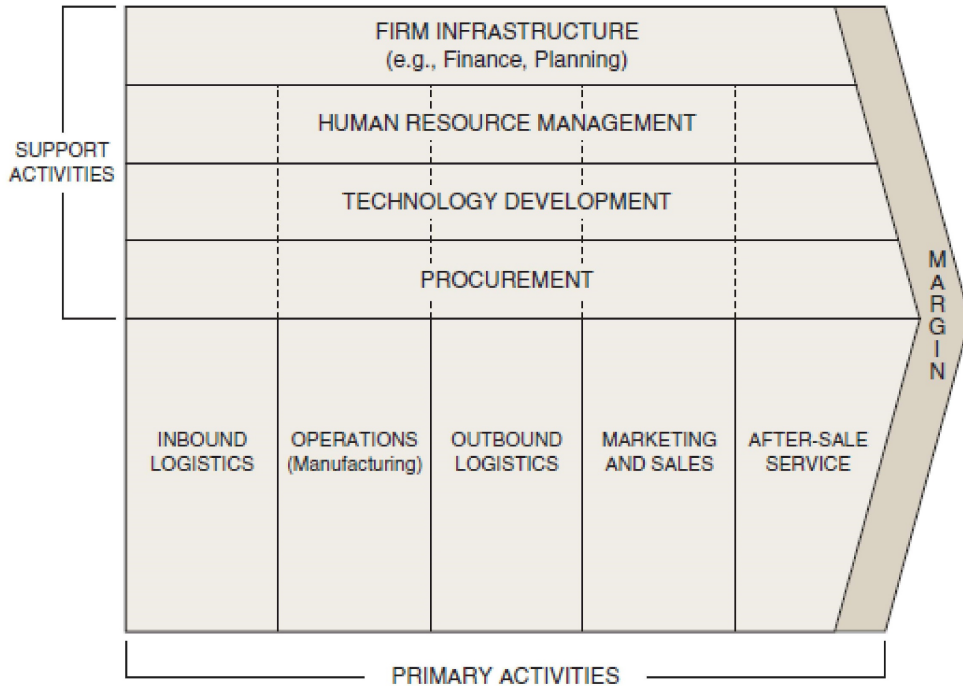 FIRM INFRASTRUCTURE
(e.g., Finance, Planning)
HUMAN RESOURCE MANAGEMENT
SUPPORT
ACTIVITIES
TECHNOLOGY DEVELOPMENT
PROCUREMENT
MARGIN
INBOUND
LOGISTICS
OPERATIONS
(Manufacturing)
OUTBOUND
LOGISTICS
MARKETING
AND SALES
AFTER-SALE
SERVICE
PRIMARY ACTIVITIES